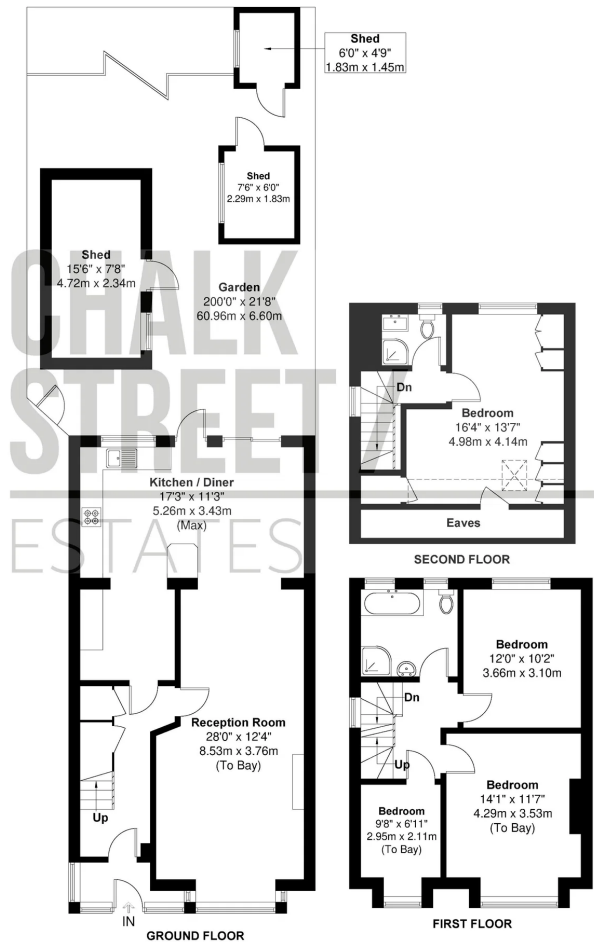 Shed
6'0" x 4'9"
1.83m x 1.45m
Shed
7'6" x 6'0"
2.29m x 1.83m
Shed
15'6" x 7'8"
4.72m x 2.34m
Garden
200'0" x 21'8"
60.96m x 6.60m
CHALK
STREET /
ESTATES
Kitchen / Diner
17'3" x 11'3"
5.26m x 3.43m
(Max)
Reception Room
28'0" x 12'4"
8.53m x 3.76m
(To Bay)
Up
IN
GROUND FLOOR
Dn
Bedroom
16'4" x 13'7"
4.98m x 4.14m
Eaves
SECOND FLOOR
Bedroom
12'0" x 10'2"
3.66m x 3.10m
Dn
Up
Bedroom
14'1" x 11'7"
4.29m x 3.53m
(To Bay)
Bedroom
9'8" x 6'11"
2.95m x 2.11m
(To Bay)
FIRST FLOOR